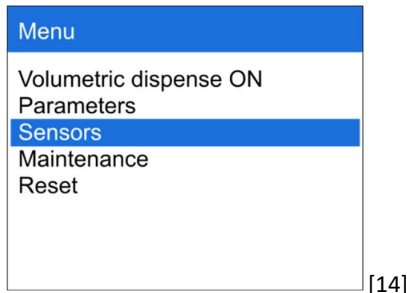 Menu
Volumetric dispense ON
Parameters
Sensors
Maintenance
Reset
[14]